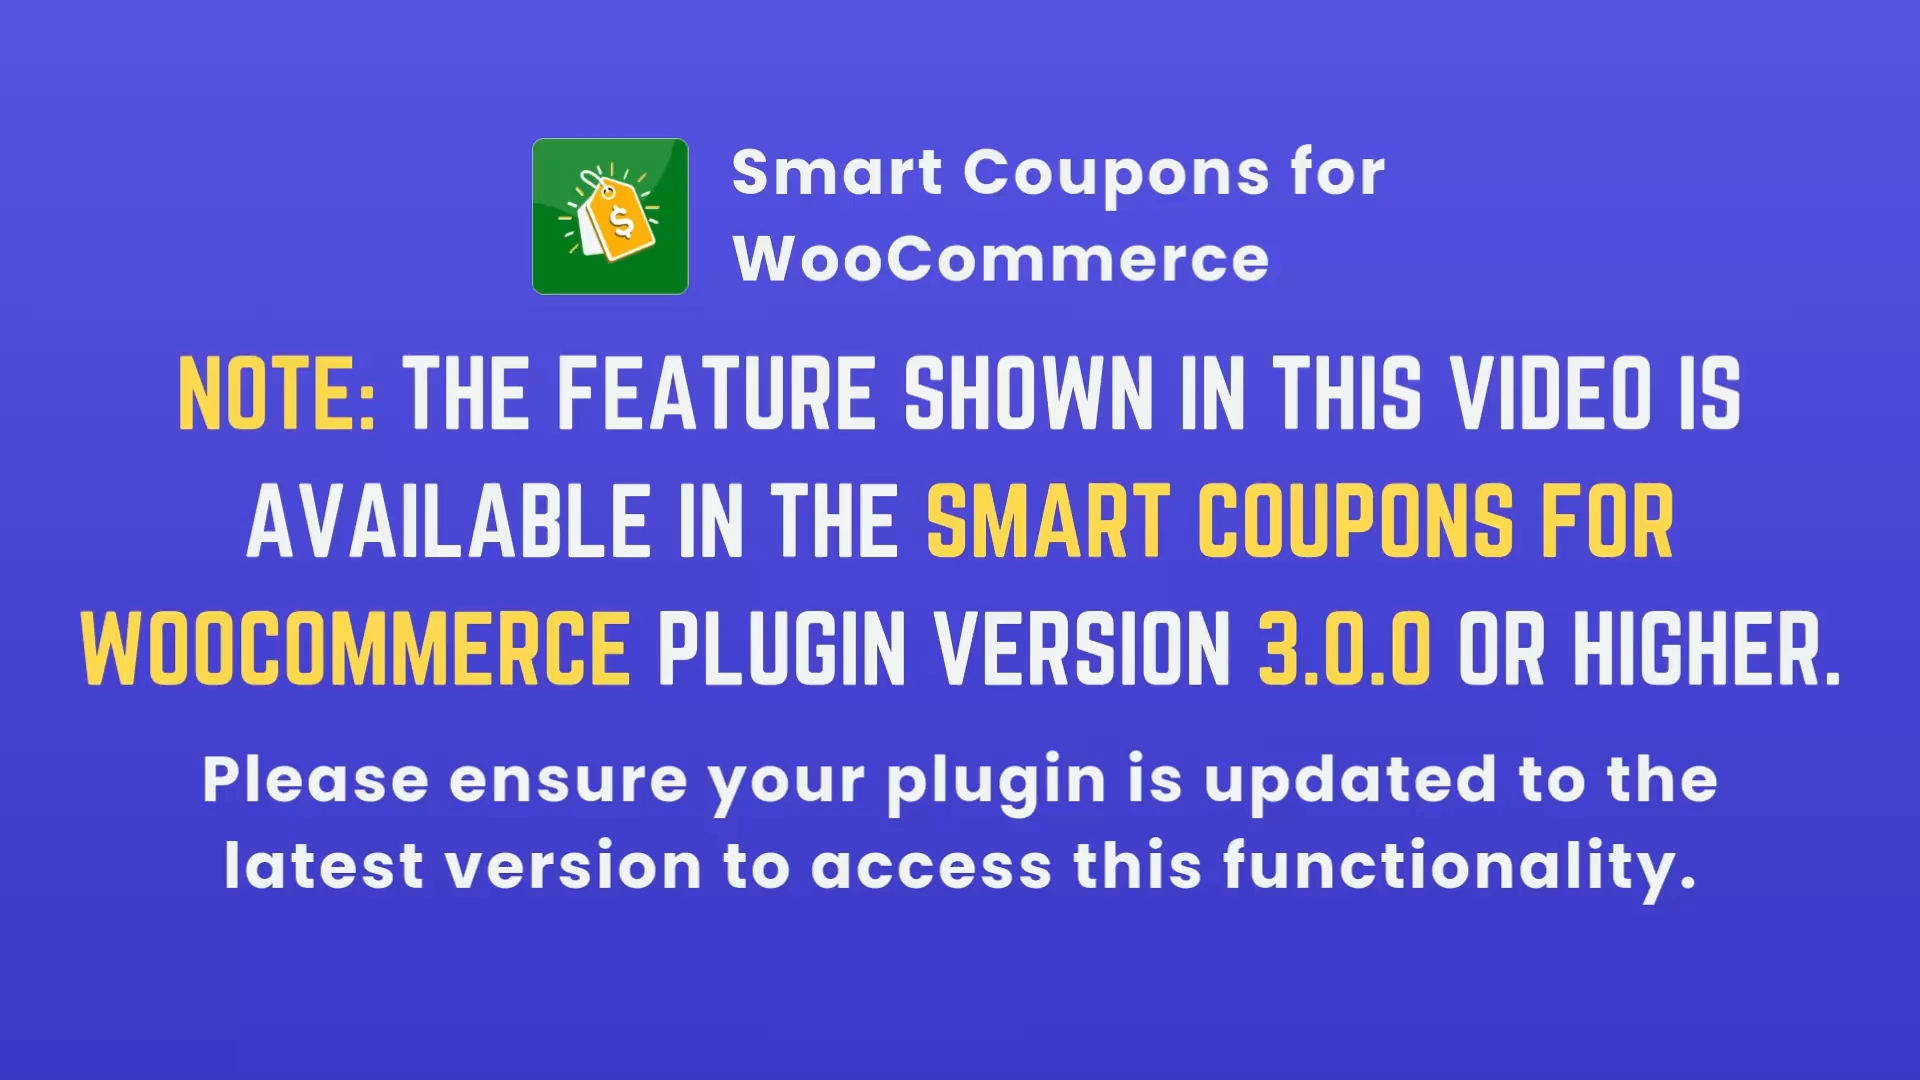 $
Smart Coupons for
WooCommerce
NOTE: THE FEATURE SHOWN IN THIS VIDEO IS
AVAILABLE IN THE SMART COUPONS FOR
WOOCOMMERCE PLUGIN VERSION 3.0.0 OR HIGHER.
Please ensure your plugin is updated to the
latest version to access this functionality.